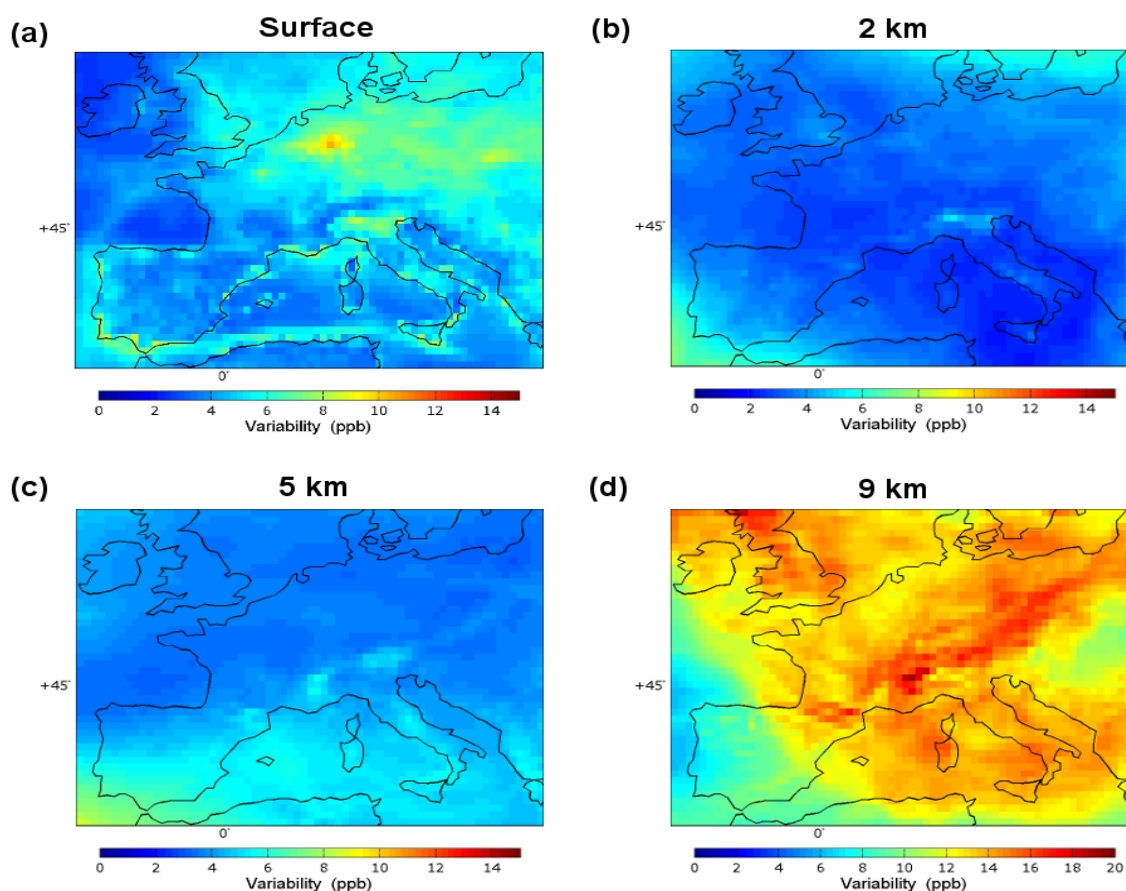 (a)
Surface
(b)
2 km
+45°
0°
0 2 4 6 8 10 12 14
Variability (ppb)
+45°
0°
0 2 4 6 8 10 12 14
Variability (ppb)
(c)
5 km
(d)
9 km
+45°
0°
0 2 4 6 8 10 12 14
Variability (ppb)
+45°
0°
0 2 4 6 8 10 12 14 16 18 20
Variability (ppb)